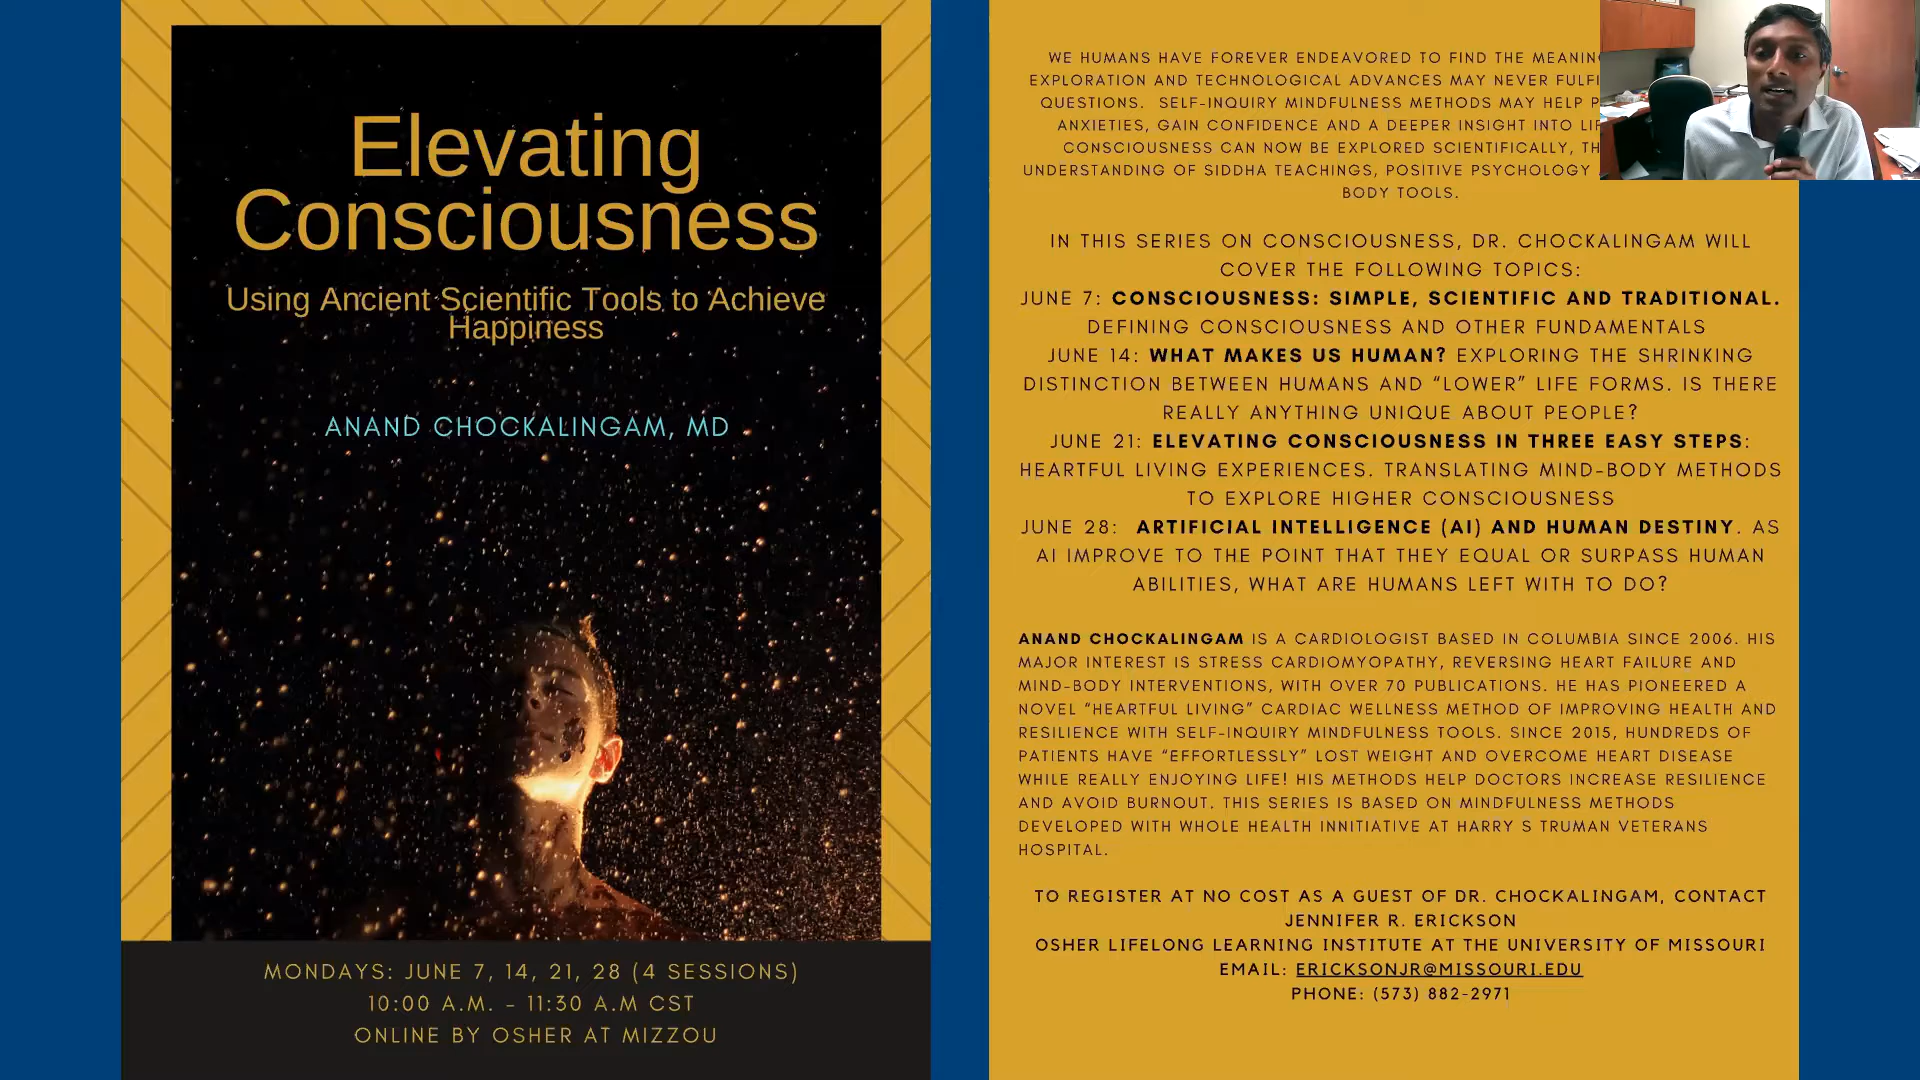 Elevating
Consciousness
Using Ancient Scientific Tools to Achieve
Happiness
ANAND CHOCKALINGAM, MD
MONDAYS: JUNE 7, 14, 21, 28 (4 SESSIONS)
10:00 A.M. - 11:30 A.M CST
ONLINE BY OSHER AT MIZZOU
WE HUMANS HAVE FOREVER ENDEAVORED TO FIND THE
EXPLORATION AND TECHNOLOGICAL ADVANCES MAY NEVER
QUESTIONS. SELF-INQUIRY MINDFULNESS METHODS MAY HELP
ANXIETIES, GAIN CONFIDENCE AND A DEEPER INSIGHT INTO
CONSCIOUSNESS CAN NOW BE EXPLORED SCIENTIFICALLY,
UNDERSTANDING OF SIDDHA TEACHINGS, POSITIVE PSYCHOLOGY
BODY TOOLS.
IN THIS SERIES ON CONSCIOUSNESS, DR. CHOCKALINGAM WILL
COVER THE FOLLOWING TOPICS:
JUNE 7: CONSCIOUSNESS: SIMPLE, SCIENTIFIC AND TRADITIONAL.
DEFINING CONSCIOUSNESS AND OTHER FUNDAMENTALS
JUNE 14: WHAT MAKES US HUMAN? EXPLORING THE SHRINKING
DISTINCTION BETWEEN HUMANS AND “LOWER” LIFE FORMS. IS THERE
REALLY ANYTHING UNIQUE ABOUT PEOPLE?
JUNE 21: ELEVATING CONSCIOUSNESS IN THREE EASY STEPS:
HEARTFUL LIVING EXPERIENCES. TRANSLATING MIND-BODY METHODS
TO EXPLORE HIGHER CONSCIOUSNESS
JUNE 28: ARTIFICIAL INTELLIGENCE (AI) AND HUMAN DESTINY. AS
AI IMPROVE TO THE POINT THAT THEY EQUAL OR SURPASS HUMAN
ABILITIES, WHAT ARE HUMANS LEFT WITH TO DO?
ANAND CHOCKALINGAM IS A CARDIOLOGIST BASED IN COLUMBIA SINCE 2006. HIS
MAJOR INTEREST IS STRESS CARDIOMYOPATHY, REVERSING HEART FAILURE AND
MIND-BODY INTERVENTIONS, WITH OVER 70 PUBLICATIONS. HE HAS PIONEERED A
NOVEL “HEARTFUL LIVING” CARDIAC WELLNESS METHOD OF IMPROVING HEALTH AND
RESILIENCE WITH SELF-INQUIRY MINDFULNESS TOOLS. SINCE 2015, HUNDREDS OF
PATIENTS HAVE “EFFORTLESSLY” LOST WEIGHT AND OVERCOME HEART DISEASE
WHILE REALLY ENJOYING LIFE! HIS METHODS HELP DOCTORS INCREASE RESILIENCE
AND AVOID BURNOUT. THIS SERIES IS BASED ON MINDFULNESS METHODS
DEVELOPED WITH WHOLE HEALTH INNITIATIVE AT HARRY S TRUMAN VETERANS
HOSPITAL.
TO REGISTER AT NO COST AS A GUEST OF DR. CHOCKALINGAM, CONTACT
JENNIFER R. ERICKSON
OSHER LIFELONG LEARNING INSTITUTE AT THE UNIVERSITY OF MISSOURI
EMAIL: ERICKSONJR@MISSOURI.EDU
PHONE: (573) 882-2971